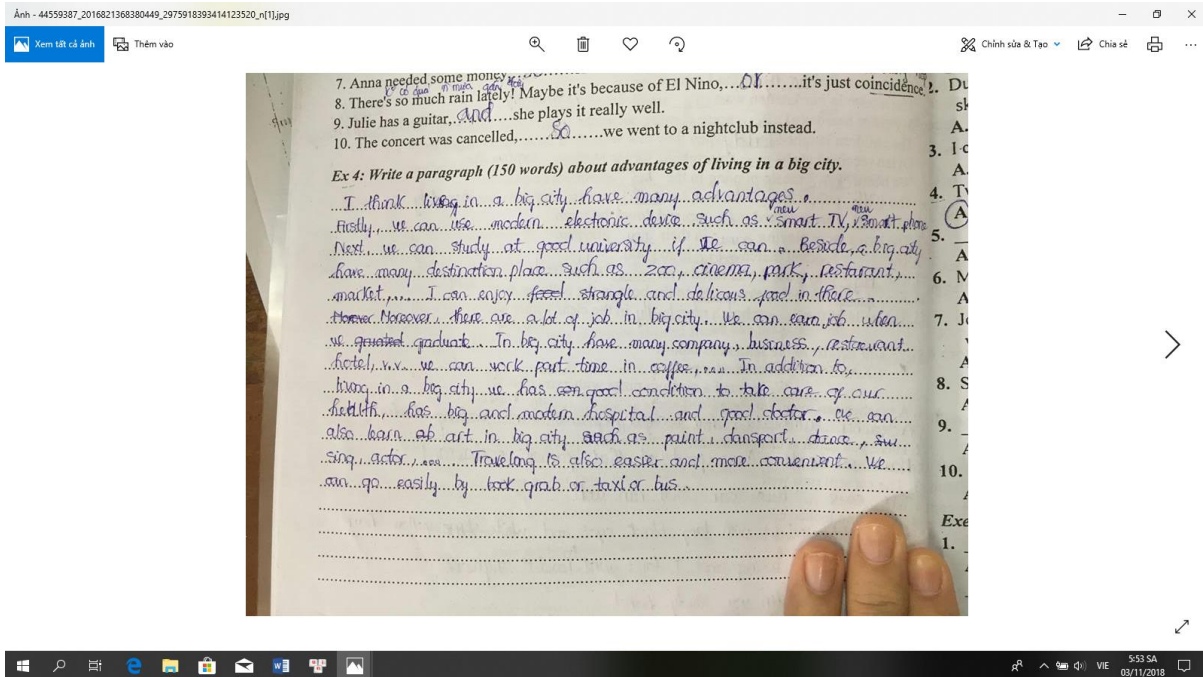 Ảnh - 44559387_2016821368380449_2975918393414123520_n[1].jpg
Xem tất cả ảnh Thêm vào Chỉnh sửa & Tạo Chia sẻ
7. Anna needed some money,
8. There's so much rain lately! Maybe it's because of El Nino,....or........it's just coincidence.
9. Julie has a guitar,...and....she plays it really well.
10. The concert was cancelled,......so......we went to a nightclub instead.
Ex 4: Write a paragraph (150 words) about advantages of living in a big city.
I think living in a big city have many advantages.
new new
Firstly, we can use modern electronic device such as smart TV, smart phone
Next, we can study at good university if we can. Beside, a big city
have many destination place such as zoo, cinema, park, restaurant,
market,... I can enjoy food strangle and delicous food in there.
Moreover, there are a lot of job in big city. We can earn job when
we graduate. In big city have many company, business, restauant
hotel, v.v we can work part time in coffee,.... In addition to,
living in a big city we has good condition to take care of our
health, has big and modern hospital and good doctor. We can
also learn ab art in big city such as paint, dansport, dance,
sing, actor,.... Travelong is also easier and more convenient. We
can go easily by book grab or taxi or bus.
2. Du
sk
A.
3. I c
A.
4. Tv
A
5.
A
6. M
A
7. Jo
A
8. S
A
9.
10.
Exe
1.
VIE
5:53 SA
03/11/2018